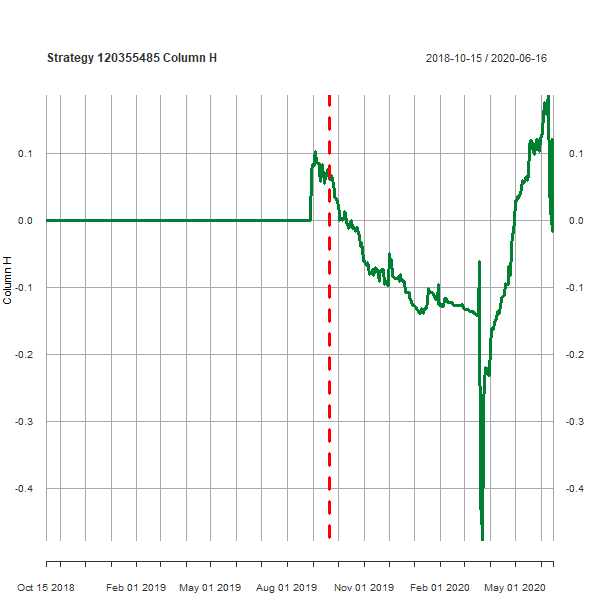 Strategy 120355485 Column H
2018-10-15 / 2020-06-16
0.1 0.1
0.0 0.0
-0.1 -0.1
-0.2 -0.2
-0.3 -0.3
-0.4 -0.4
Column H
Oct 15 2018 Feb 01 2019 May 01 2019 Aug 01 2019 Nov 01 2019 Feb 01 2020 May 01 2020